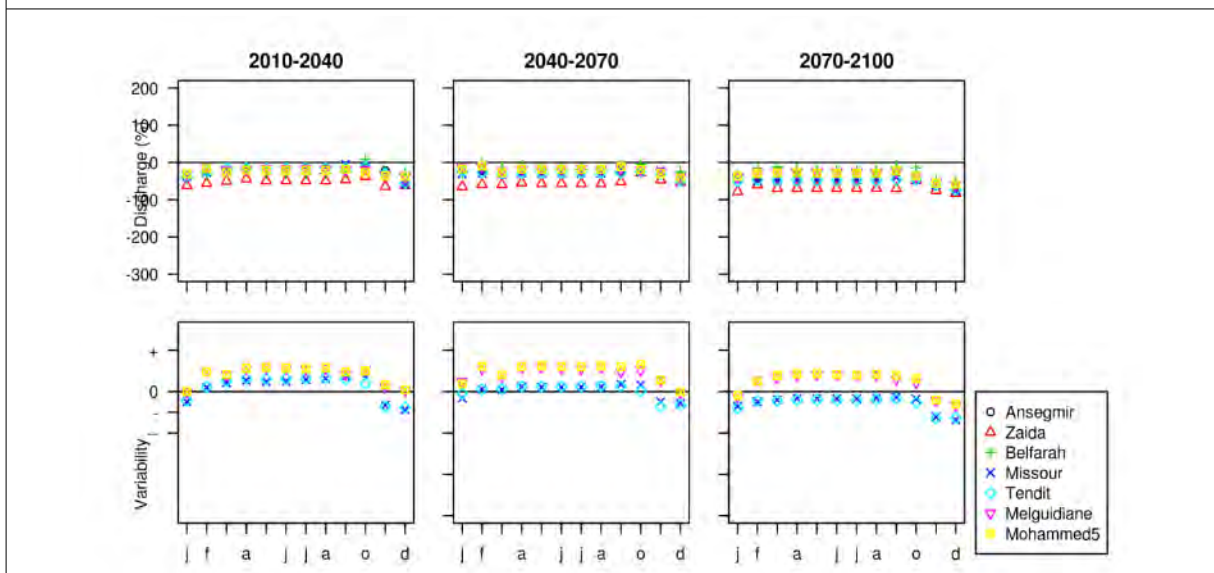 2010-2040
2040-2070
2070-2100
Discharge (%)
200
100
0
-100
-200
-300
Variability
+
0
-
j f a j j a o d
j f a j j a o d
j f a j j a o d
Ansegmir
Zaida
Belfarah
Missour
Tendit
Melguidiane
Mohammed5